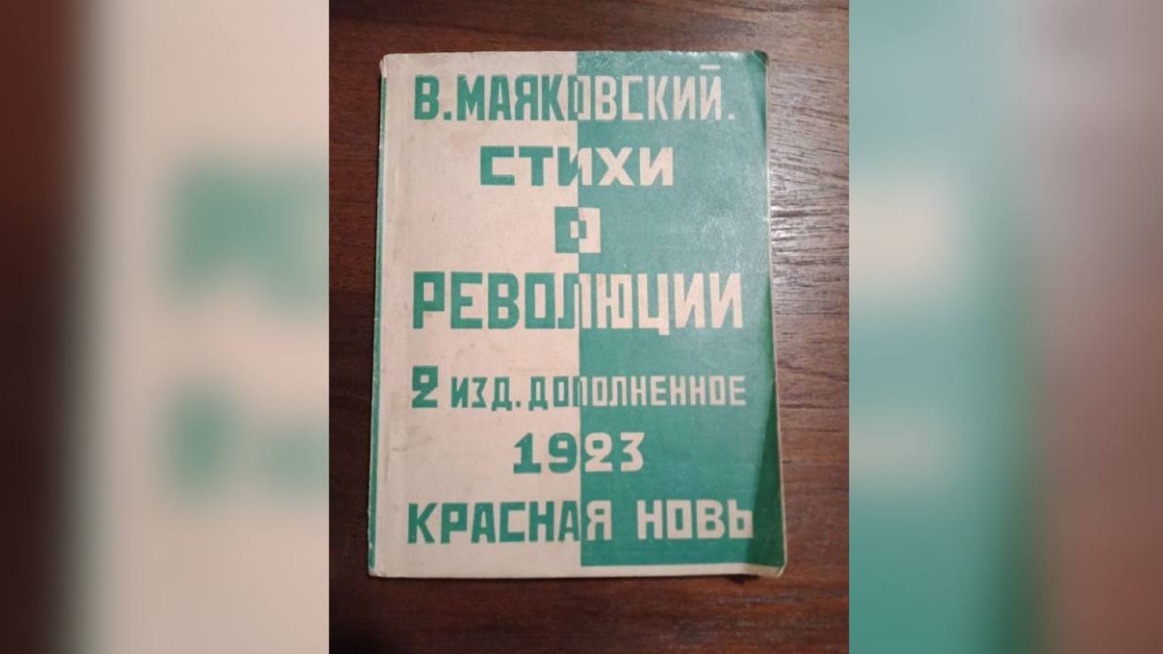 В. МАЯКОВСКИЙ.
СТИХИ
О
РЕВОЛЮЦИИ
2 ИЗД. ДОПОЛНЕННОЕ
1923
КРАСНАЯ НОВЬ